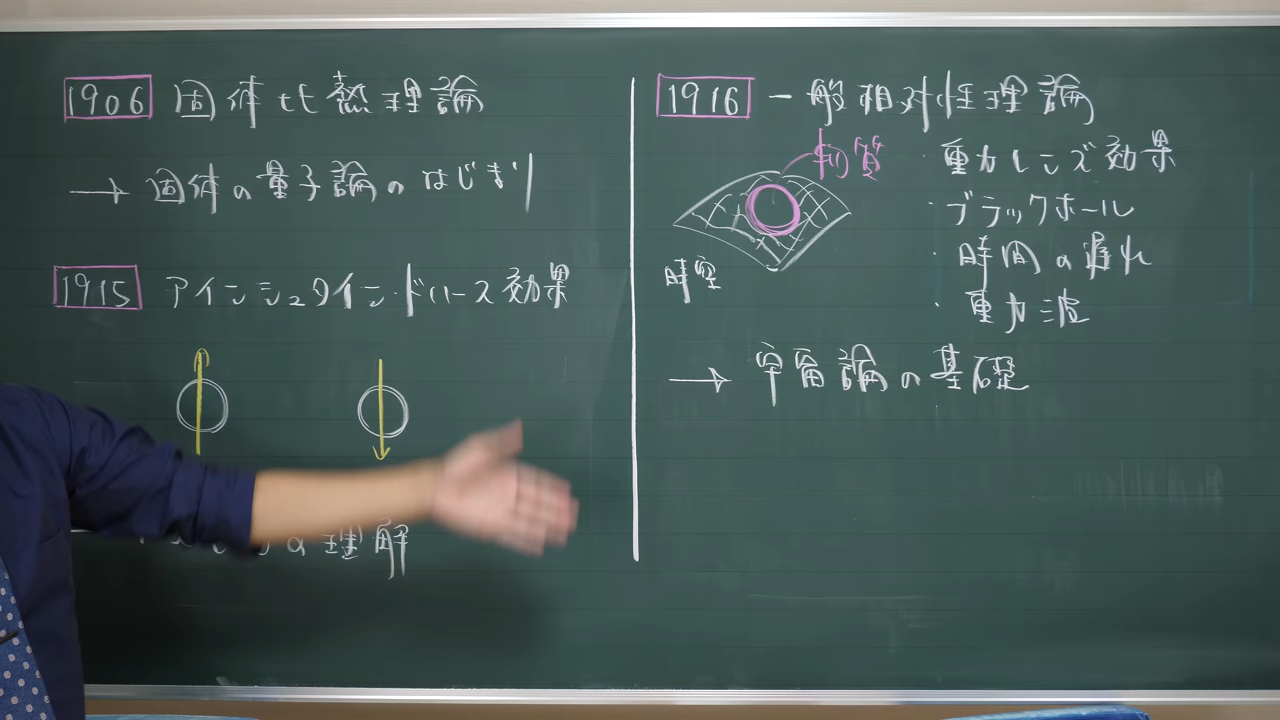 1906 固体比熱理論
→ 固体の量子論のはじまり
1915 アインシュタイン・ドハース効果
の理解
1916 一般相対性理論
物質
時空
・重力レンズ効果
・ブラックホール
・時間の遅れ
・重力波
→ 宇宙論の基礎